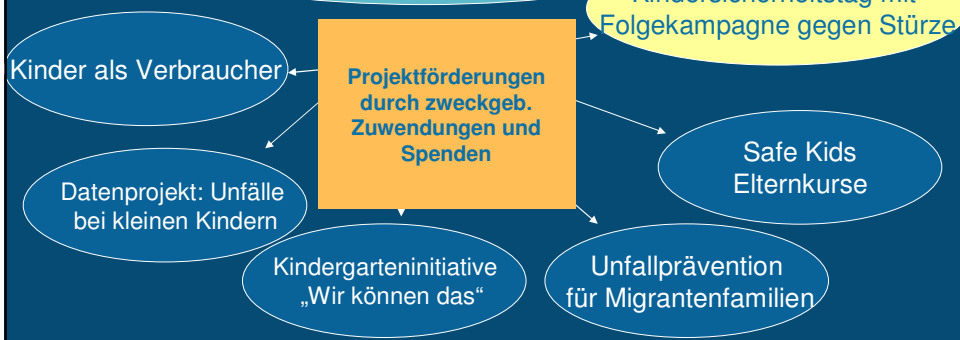 Folgekampagne gegen Stürze
Kinder als Verbraucher
Projektförderungen
durch zweckgeb.
Zuwendungen und
Spenden
Safe Kids
Elternkurse
Datenprojekt: Unfälle
bei kleinen Kindern
Kindergarteninitiative
„Wir können das“
Unfallprävention
für Migrantenfamilien